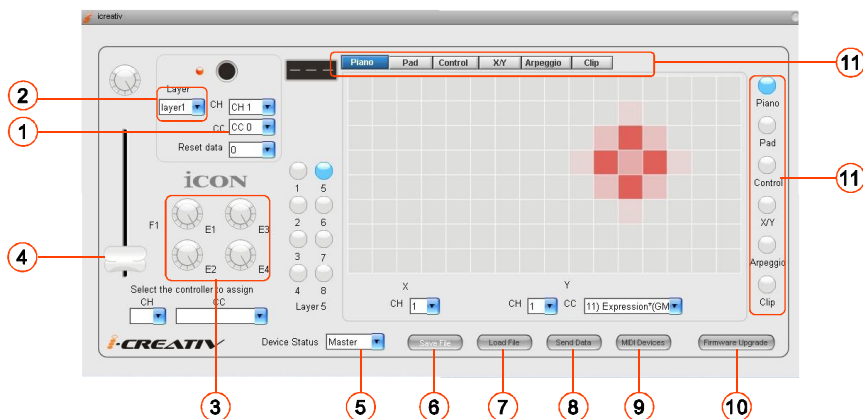 icreativ
Piano Pad Control X/Y Arpeggio Clip
11
Layer
2
layer1 CH CH 1
1
CC CC 0
Reset data 0
iCON
F1
E1 E3
E2 E4
4
Select the controller to assign
CH CC
1 5
2 6
3 7
4 8
Layer 5
X
CH 1
Y
CH 1 CC 11) Expression*(GM
Piano
Pad
Control
11
X/Y
Arpeggio
Clip
i-CREATIV
Device Status Master
Save File
Load File
Send Data
MIDI Devices
Firmware Upgrade
3
5
6
7
8
9
10